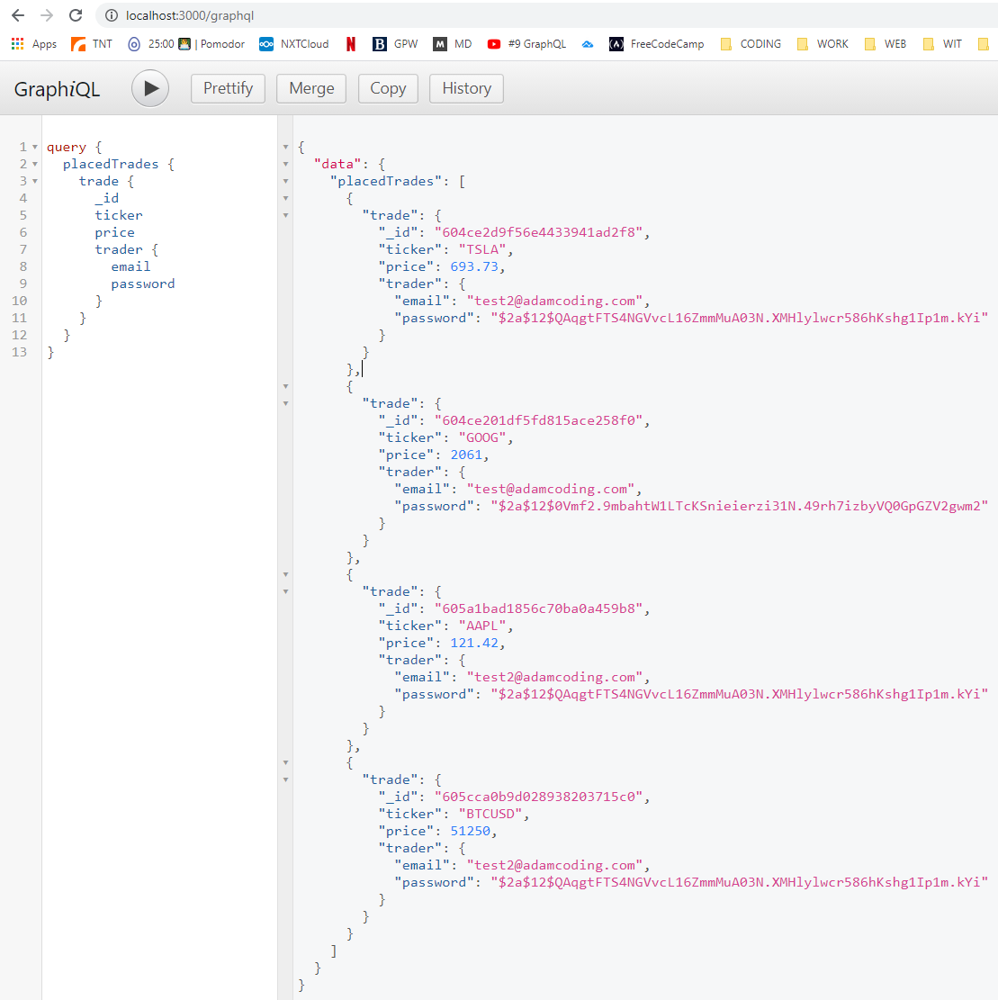 localhost:3000/graphql
Apps TNT 25:00 | Pomodor NXTCloud N B GPW M MD #9 GraphQL FreeCodeCamp CODING WORK WEB WIT
GraphiQL Prettify Merge Copy History
1 query {
2 placedTrades {
3 trade {
4 _id
5 ticker
6 price
7 trader {
8 email
9 password
10 }
11 }
12 }
13 }
{
"data": {
"placedTrades": [
{
"trade": {
"_id": "604ce2d9f56e4433941ad2f8",
"ticker": "TSLA",
"price": 693.73,
"trader": {
"email": "test2@adamcoding.com",
"password": "$2a$12$QAqgtFTS4NGVvcL16ZmmMuA03N.XMHlylwcr586hKshg1Ip1m.kYi"
}
}
},
{
"trade": {
"_id": "604ce201df5fd815ace258f0",
"ticker": "GOOG",
"price": 2061,
"trader": {
"email": "test@adamcoding.com",
"password": "$2a$12$0Vmf2.9mbahtW1LTcKSnieierzi31N.49rh7izbyVQ0GpGZV2gwm2"
}
}
},
{
"trade": {
"_id": "605a1bad1856c70ba0a459b8",
"ticker": "AAPL",
"price": 121.42,
"trader": {
"email": "test2@adamcoding.com",
"password": "$2a$12$QAqgtFTS4NGVvcL16ZmmMuA03N.XMHlylwcr586hKshg1Ip1m.kYi"
}
}
},
{
"trade": {
"_id": "605cca0b9d028938203715c0",
"ticker": "BTCUSD",
"price": 51250,
"trader": {
"email": "test2@adamcoding.com",
"password": "$2a$12$QAqgtFTS4NGVvcL16ZmmMuA03N.XMHlylwcr586hKshg1Ip1m.kYi"
}
}
}
]
}
}